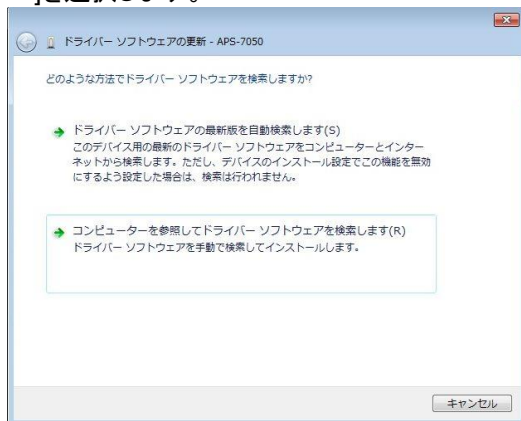 ]を選択します。
ドライバー ソフトウェアの更新 - APS-7050
どのような方法でドライバー ソフトウェアを検索しますか?
ドライバー ソフトウェアの最新版を自動検索します(S)
このデバイス用の最新のドライバー ソフトウェアをコンピューターとインター
ネットから検索します。ただし、デバイスのインストール設定でこの機能を無効
にするよう設定した場合は、検索は行われません。
コンピューターを参照してドライバー ソフトウェアを検索します(R)
ドライバー ソフトウェアを手動で検索してインストールします。
キャンセル